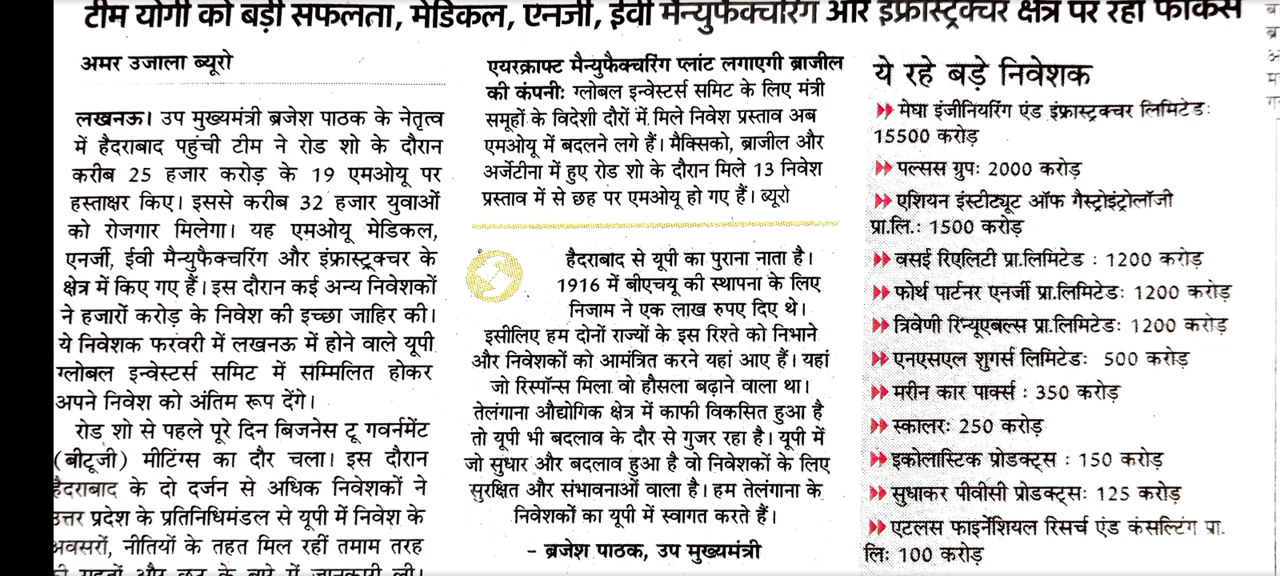 टीम योगी को बड़ी सफलता, मेडिकल, एनर्जी, ईवी मैन्युफैक्चरिंग और इंफ्रास्ट्रक्चर क्षेत्र पर रहा फोकस
अमर उजाला ब्यूरो
लखनऊ। उप मुख्यमंत्री ब्रजेश पाठक के नेतृत्व
में हैदराबाद पहुंची टीम ने रोड शो के दौरान
करीब 25 हजार करोड़ के 19 एमओयू पर
हस्ताक्षर किए। इससे करीब 32 हजार युवाओं
को रोजगार मिलेगा। यह एमओयू मेडिकल,
एनर्जी, ईवी मैन्युफैक्चरिंग और इंफ्रास्ट्रक्चर के
क्षेत्र में किए गए हैं। इस दौरान कई अन्य निवेशकों
ने हजारों करोड़ के निवेश की इच्छा जाहिर की।
ये निवेशक फरवरी में लखनऊ में होने वाले यूपी
ग्लोबल इन्वेस्टर्स समिट में सम्मिलित होकर
अपने निवेश को अंतिम रूप देंगे।
रोड शो से पहले पूरे दिन बिजनेस टू गवर्नमेंट
(बीटूजी) मीटिंग्स का दौर चला। इस दौरान
हैदराबाद के दो दर्जन से अधिक निवेशकों ने
उत्तर प्रदेश के प्रतिनिधिमंडल से यूपी में निवेश के
अवसरों, नीतियों के तहत मिल रहीं तमाम तरह
की राहतों और छूट के बारे में जानकारी ली।
एयरक्राफ्ट मैन्युफैक्चरिंग प्लांट लगाएगी ब्राजील
की कंपनी: ग्लोबल इन्वेस्टर्स समिट के लिए मंत्री
समूहों के विदेशी दौरों में मिले निवेश प्रस्ताव अब
एमओयू में बदलने लगे हैं। मैक्सिको, ब्राजील और
अर्जेटीना में हुए रोड शो के दौरान मिले 13 निवेश
प्रस्ताव में से छह पर एमओयू हो गए हैं। ब्यूरो
हैदराबाद से यूपी का पुराना नाता है।
1916 में बीएचयू की स्थापना के लिए
निजाम ने एक लाख रुपए दिए थे।
इसीलिए हम दोनों राज्यों के इस रिश्ते को निभाने
और निवेशकों को आमंत्रित करने यहां आए हैं। यहां
जो रिस्पॉन्स मिला वो हौसला बढ़ाने वाला था।
तेलंगाना औद्योगिक क्षेत्र में काफी विकसित हुआ है
तो यूपी भी बदलाव के दौर से गुजर रहा है। यूपी में
जो सुधार और बदलाव हुआ है वो निवेशकों के लिए
सुरक्षित और संभावनाओं वाला है। हम तेलंगाना के
निवेशकों का यूपी में स्वागत करते हैं।
- ब्रजेश पाठक, उप मुख्यमंत्री
ये रहे बड़े निवेशक
मेघा इंजीनियरिंग एंड इंफ्रास्ट्रक्चर लिमिटेड:
15500 करोड़
पल्सस ग्रुप: 2000 करोड़
एशियन इंस्टीट्यूट ऑफ गैस्ट्रोइंट्रोलॉजी
प्रा.लि.: 1500 करोड़
वसई रिएलिटी प्रा.लिमिटेड : 1200 करोड़
फोर्थ पार्टनर एनर्जी प्रा.लिमिटेड: 1200 करोड़
त्रिवेणी रिन्यूएबल्स प्रा.लिमिटेड: 1200 करोड़
एनएसएल शुगर्स लिमिटेड: 500 करोड़
मरीन कार पार्क्स : 350 करोड़
स्कालर: 250 करोड़
इकोलास्टिक प्रोडक्ट्स : 150 करोड़
सुधाकर पीवीसी प्रोडक्ट्स: 125 करोड़
एटलस फाइनेंशियल रिसर्च एंड कंसल्टिंग प्रा.
लि: 100 करोड़